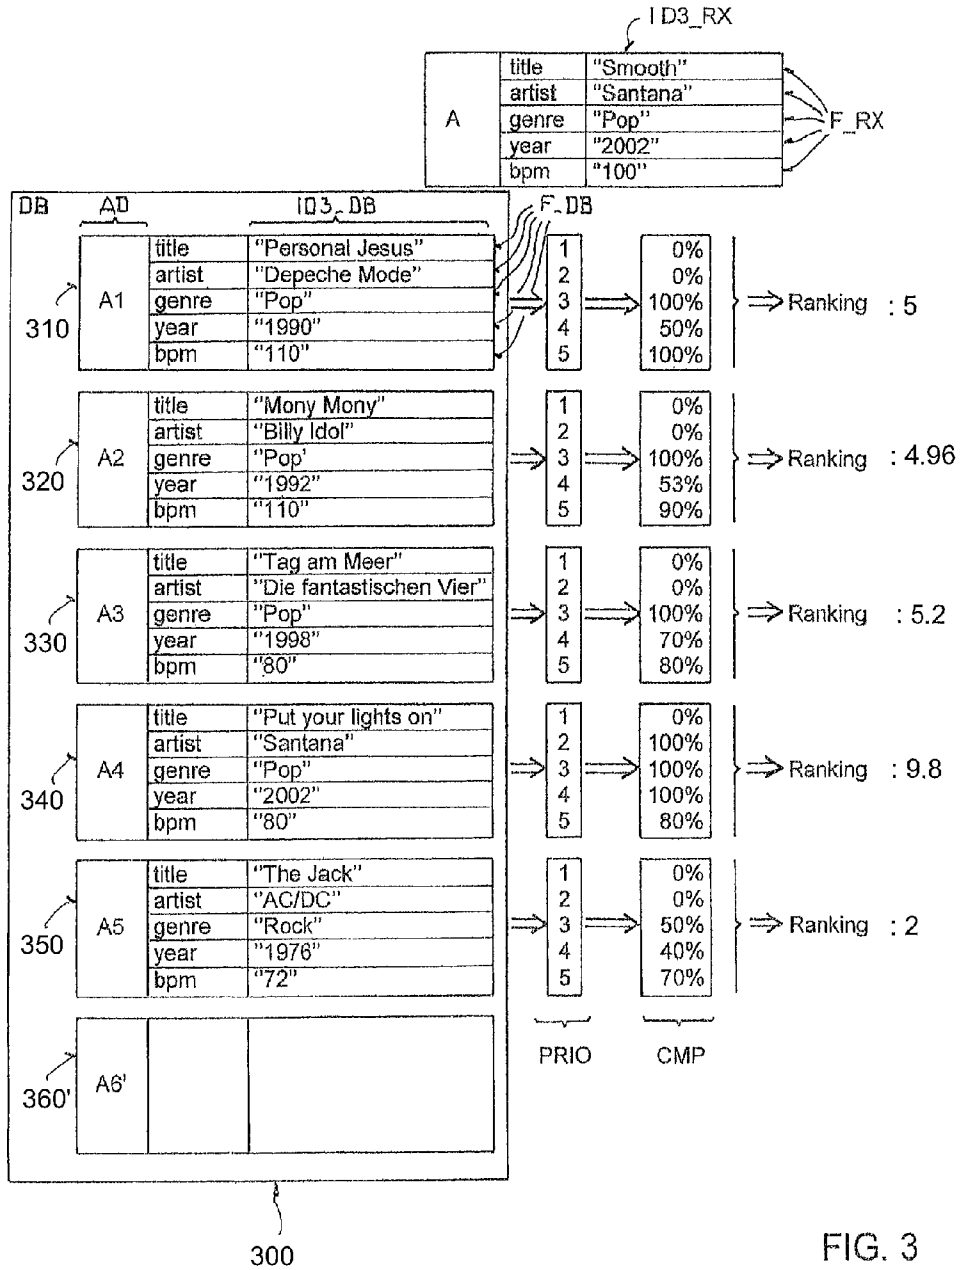 ID3_RX
A
title "Smooth"
artist "Santana"
genre "Pop"
year "2002"
bpm "100"
F_RX
DB AD ID3_DB F_DB
310
A1
title "Personal Jesus" 1 0%
artist "Depeche Mode" 2 0%
genre "Pop" 3 100% Ranking : 5
year "1990" 4 50%
bpm "110" 5 100%
320
A2
title "Mony Mony" 1 0%
artist "Billy Idol" 2 0%
genre "Pop' 3 100% Ranking : 4.96
year "1992" 4 53%
bpm "110" 5 90%
330
A3
title "Tag am Meer" 1 0%
artist "Die fantastischen Vier" 2 0%
genre "Pop" 3 100% Ranking : 5.2
year "1998" 4 70%
bpm "80" 5 80%
340
A4
title "Put your lights on" 1 0%
artist "Santana" 2 100%
genre "Pop" 3 100% Ranking : 9.8
year "2002" 4 100%
bpm "80" 5 80%
350
A5
title "The Jack" 1 0%
artist "AC/DC" 2 0%
genre "Rock" 3 50% Ranking : 2
year "1976" 4 40%
bpm "72" 5 70%
PRIO CMP
360'
A6'
300
FIG. 3